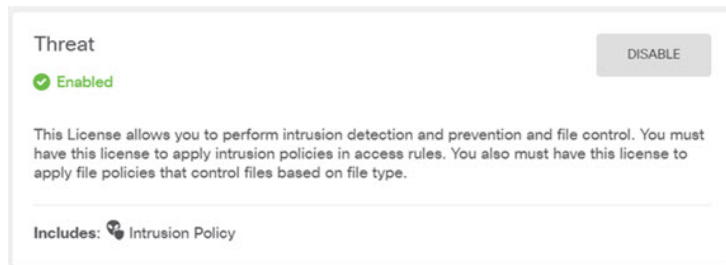 Threat
DISABLE
Enabled
This License allows you to perform intrusion detection and prevention and file control. You must
have this license to apply intrusion policies in access rules. You also must have this license to
apply file policies that control files based on file type.
Includes: Intrusion Policy